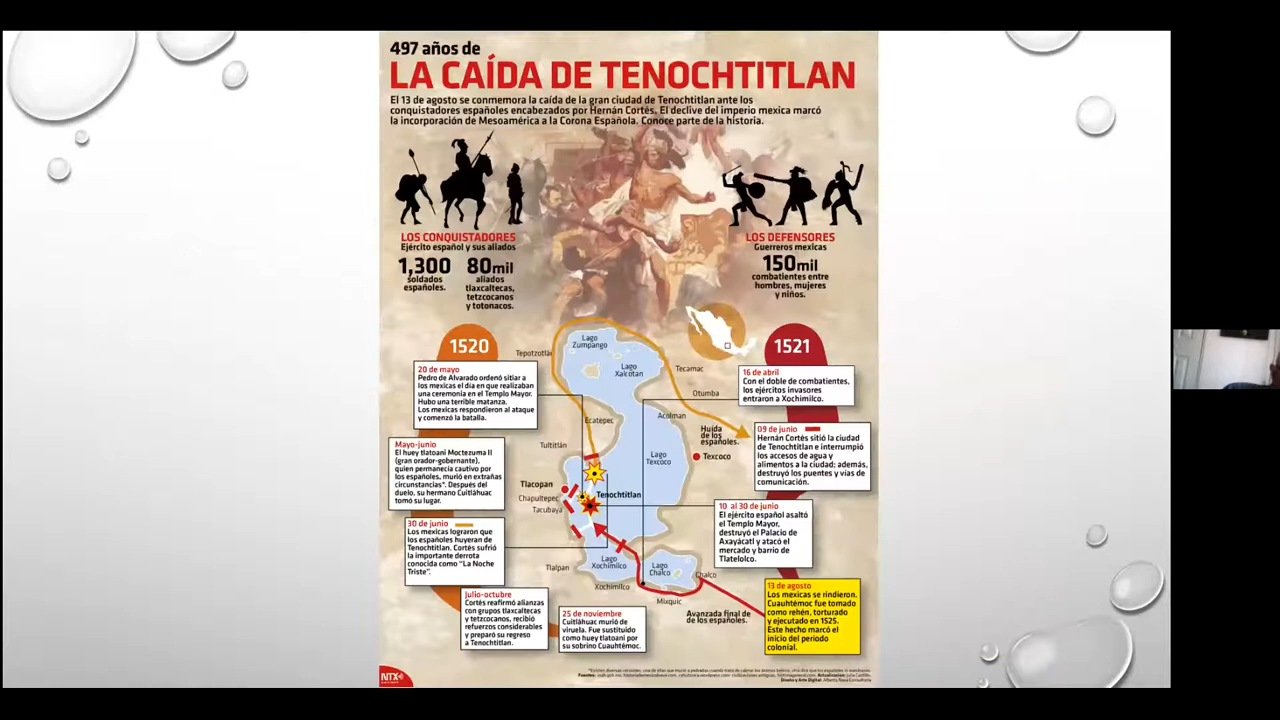 497 años de
LA CAÍDA DE TENOCHTITLAN
El 13 de agosto se conmemora la caída de la gran ciudad de Tenochtitlan ante los
conquistadores españoles encabezados por Hernán Cortés. El declive del imperio mexica marcó
la incorporación de Mesoamérica a la Corona Española. Conoce parte de la historia.
LOS CONQUISTADORES
Ejército español y sus aliados
1,300
soldados
españoles.
80mil
aliados
tlaxcaltecas,
tetzcocanos
y totonacos.
LOS DEFENSORES
Guerreros mexicas
150mil
combatientes entre
hombres, mujeres
y niños.
1520
20 de mayo
Pedro de Alvarado ordenó sitiar a
los mexicas el día en que realizaban
una ceremonia en el Templo Mayor.
Hubo una terrible matanza.
Los mexicas respondieron al ataque
y comenzó la batalla.
Mayo-junio
El huey tlatoani Moctezuma II
(gran orador-gobernante),
quien permanecía cautivo por
los españoles, murió en extrañas
circunstancias*. Después del
duelo, su hermano Cuitláhuac
tomó su lugar.
30 de junio
Los mexicas lograron que
los españoles huyeran de
Tenochtitlan. Cortés sufrió
la importante derrota
conocida como "La Noche
Triste".
Julio-octubre
Cortés reafirmó alianzas
con grupos tlaxcaltecas
y tetzcocanos, recibió
refuerzos considerables
y preparó su regreso
a Tenochtitlan.
25 de noviembre
Cuitláhuac murió de
viruela. Fue sustituido
como huey tlatoani por
su sobrino Cuauhtémoc.
Lago
Zumpango
Lago
Xalcotan
Tepotzotlán
Tecamac
Otumba
Acolman
Ecatepec
Huida
de los
españoles.
Tultitlán
Lago
Texcoco
Texcoco
Tlacopan
Chapultepec
Tenochtitlan
Tacubaya
Tlalpan
Lago
Xochimilco
Lago
Chalco
Chalco
Xochimilco
Mixquic
Avanzada final de
de los españoles.
1521
16 de abril
Con el doble de combatientes,
los ejércitos invasores
entraron a Xochimilco.
09 de junio
Hernán Cortés sitió la ciudad
de Tenochtitlan e interrumpió
los accesos de agua y
alimentos a la ciudad; además,
destruyó los puentes y vías de
comunicación.
10 al 30 de junio
El ejército español asaltó
el Templo Mayor,
destruyó el Palacio de
Axayácatl y atacó el
mercado y barrio de
Tlatelolco.
13 de agosto
Los mexicas se rindieron.
Cuauhtémoc fue tomado
como rehén, torturado
y ejecutado en 1525.
Este hecho marcó el
inicio del periodo
colonial.
NTX